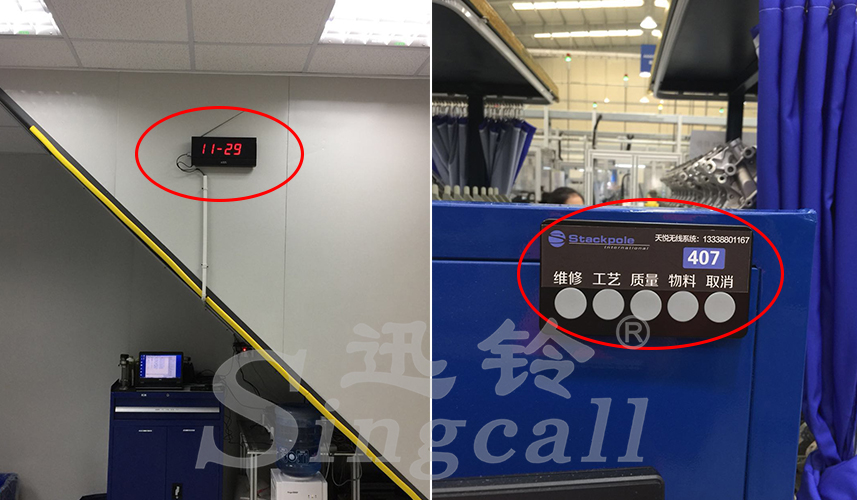 11-29
Stackpole
International
天悦无线系统: 13338801167
407
维修 工艺 质量 物料 取消
迅铃®
Singcall